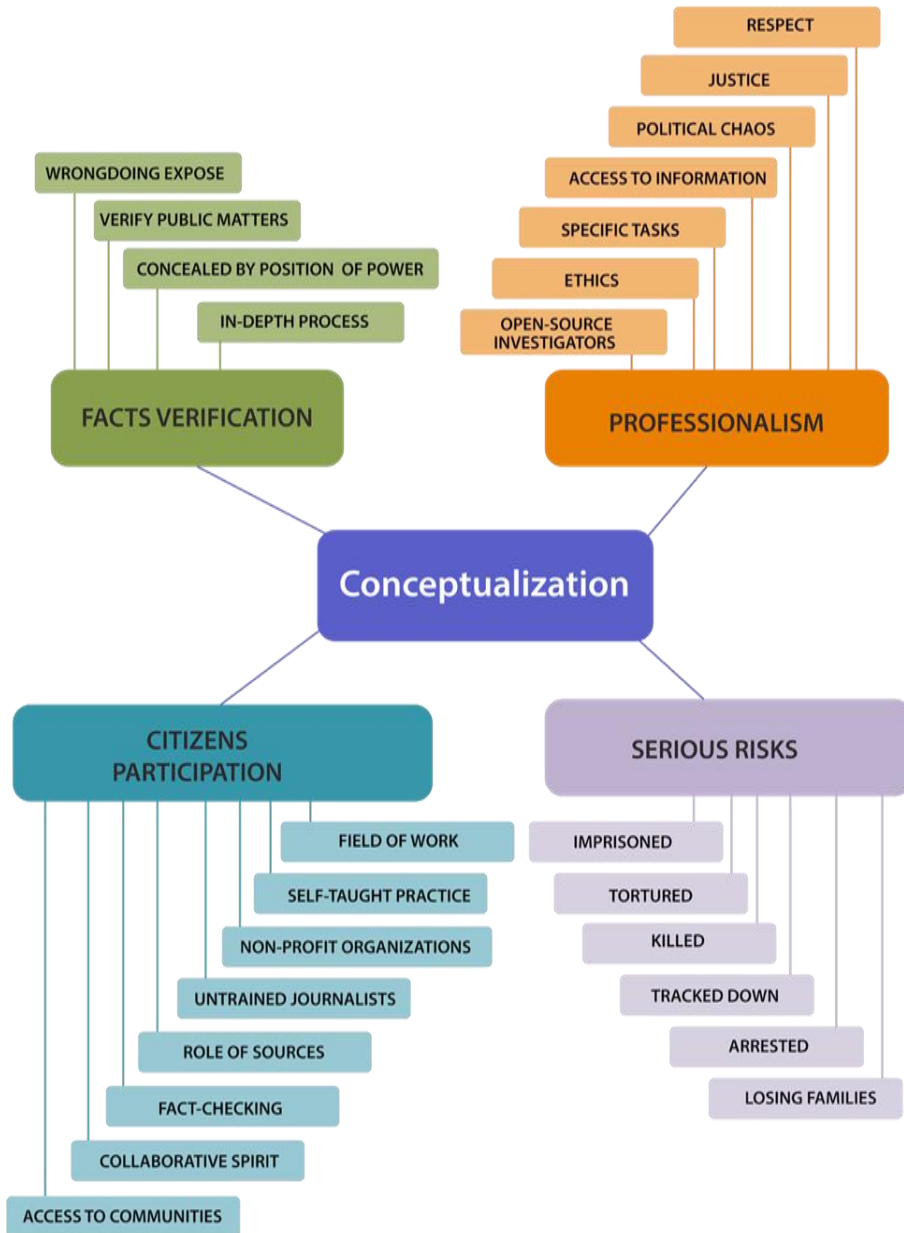 RESPECT
JUSTICE
POLITICAL CHAOS
ACCESS TO INFORMATION
SPECIFIC TASKS
ETHICS
OPEN-SOURCE
INVESTIGATORS
PROFESSIONALISM
WRONGDOING EXPOSE
VERIFY PUBLIC MATTERS
CONCEALED BY POSITION OF POWER
IN-DEPTH PROCESS
FACTS VERIFICATION
Conceptualization
CITIZENS
PARTICIPATION
FIELD OF WORK
SELF-TAUGHT PRACTICE
NON-PROFIT ORGANIZATIONS
UNTRAINED JOURNALISTS
ROLE OF SOURCES
FACT-CHECKING
COLLABORATIVE SPIRIT
ACCESS TO COMMUNITIES
SERIOUS RISKS
IMPRISONED
TORTURED
KILLED
TRACKED DOWN
ARRESTED
LOSING FAMILIES